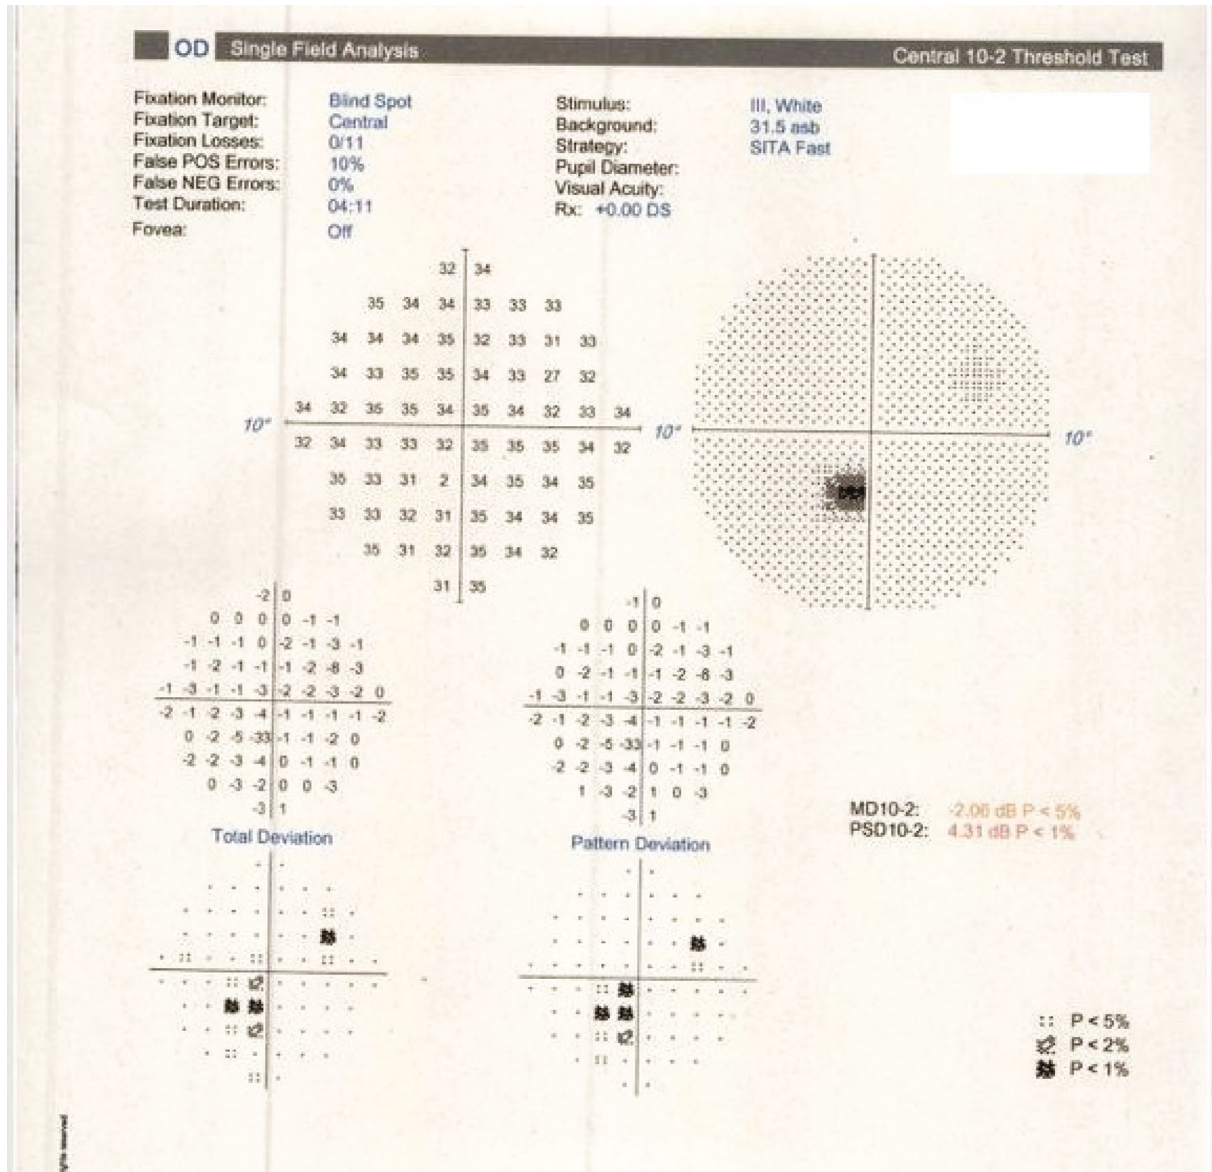 OD Single Field Analysis Central 10-2 Threshold Test
Fixation Monitor: Blind Spot
Fixation Target: Central
Fixation Losses: 0/11
False POS Errors: 10%
False NEG Errors: 0%
Test Duration: 04:11
Fovea: Off
Stimulus: III, White
Background: 31.5 asb
Strategy: SITA Fast
Pupil Diameter:
Visual Acuity:
Rx: +0.00 DS
32 34
35 34 34 33 33 33
34 34 34 35 32 33 31 33
34 33 35 35 34 33 27 32
34 32 35 35 34 35 34 32 33 34
10° 10° 10°
32 34 33 33 32 35 35 35 34 32
35 33 31 2 34 35 34 35
33 33 32 31 35 34 34 35
35 31 32 35 34 32
31 35
-2 0
0 0 0 0 -1 -1
-1 -1 -1 0 -2 -1 -3 -1
-1 -2 -1 -1 -1 -2 -8 -3
-1 -3 -1 -1 -3 -2 -2 -3 -2 0
-2 -1 -2 -3 -4 -1 -1 -1 -1 -2
0 -2 -5 -33 -1 -1 -2 0
-2 -2 -3 -4 0 -1 -1 0
0 -3 -2 0 0 -3
-3 1
Total Deviation
-1 0
0 0 0 0 -1 -1
-1 -1 -1 0 -2 -1 -3 -1
0 -2 -1 -1 -1 -2 -8 -3
-1 -3 -1 -1 -3 -2 -2 -3 -2 0
-2 -1 -2 -3 -4 -1 -1 -1 -1 -2
0 -2 -5 -33 -1 -1 -1 0
-2 -2 -3 -4 0 -1 -1 0
1 -3 -2 1 0 -3
-3 1
Pattern Deviation
MD10-2: -2.06 dB P < 5%
PSD10-2: 4.31 dB P < 1%
P < 5%
P < 2%
P < 1%
reserved